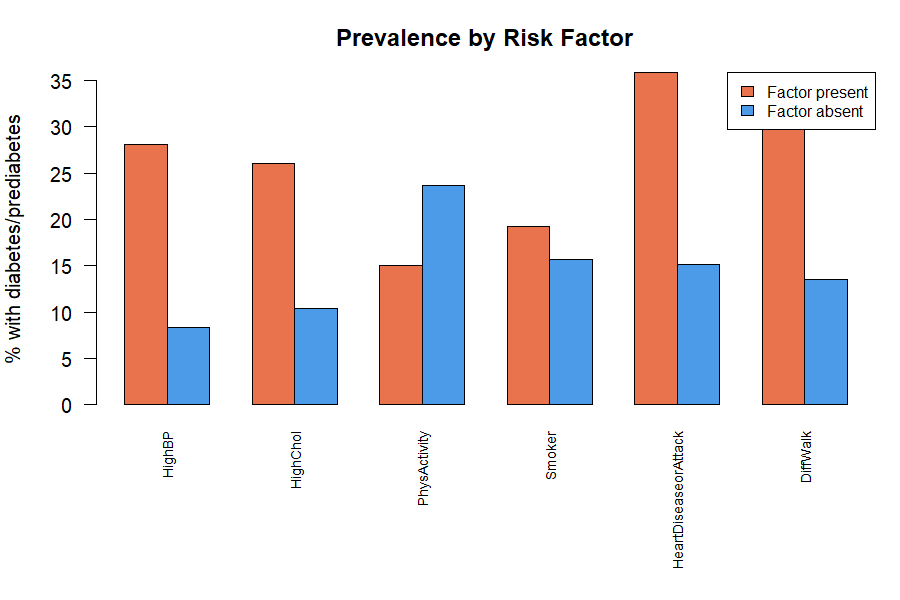 Prevalence by Risk Factor
% with diabetes/prediabetes
35
30
25
20
15
10
5
0
Factor present
Factor absent
HighBP
HighChol
PhysActivity
Smoker
HeartDiseaseorAttack
DiffWalk